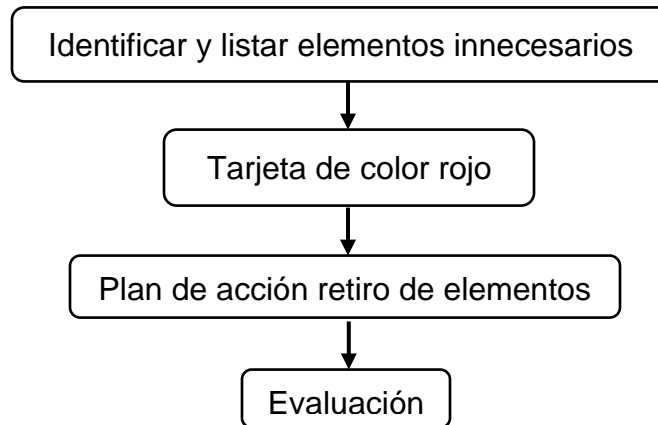 Identificar y listar elementos innecesarios
Tarjeta de color rojo
Plan de acción retiro de elementos
Evaluación